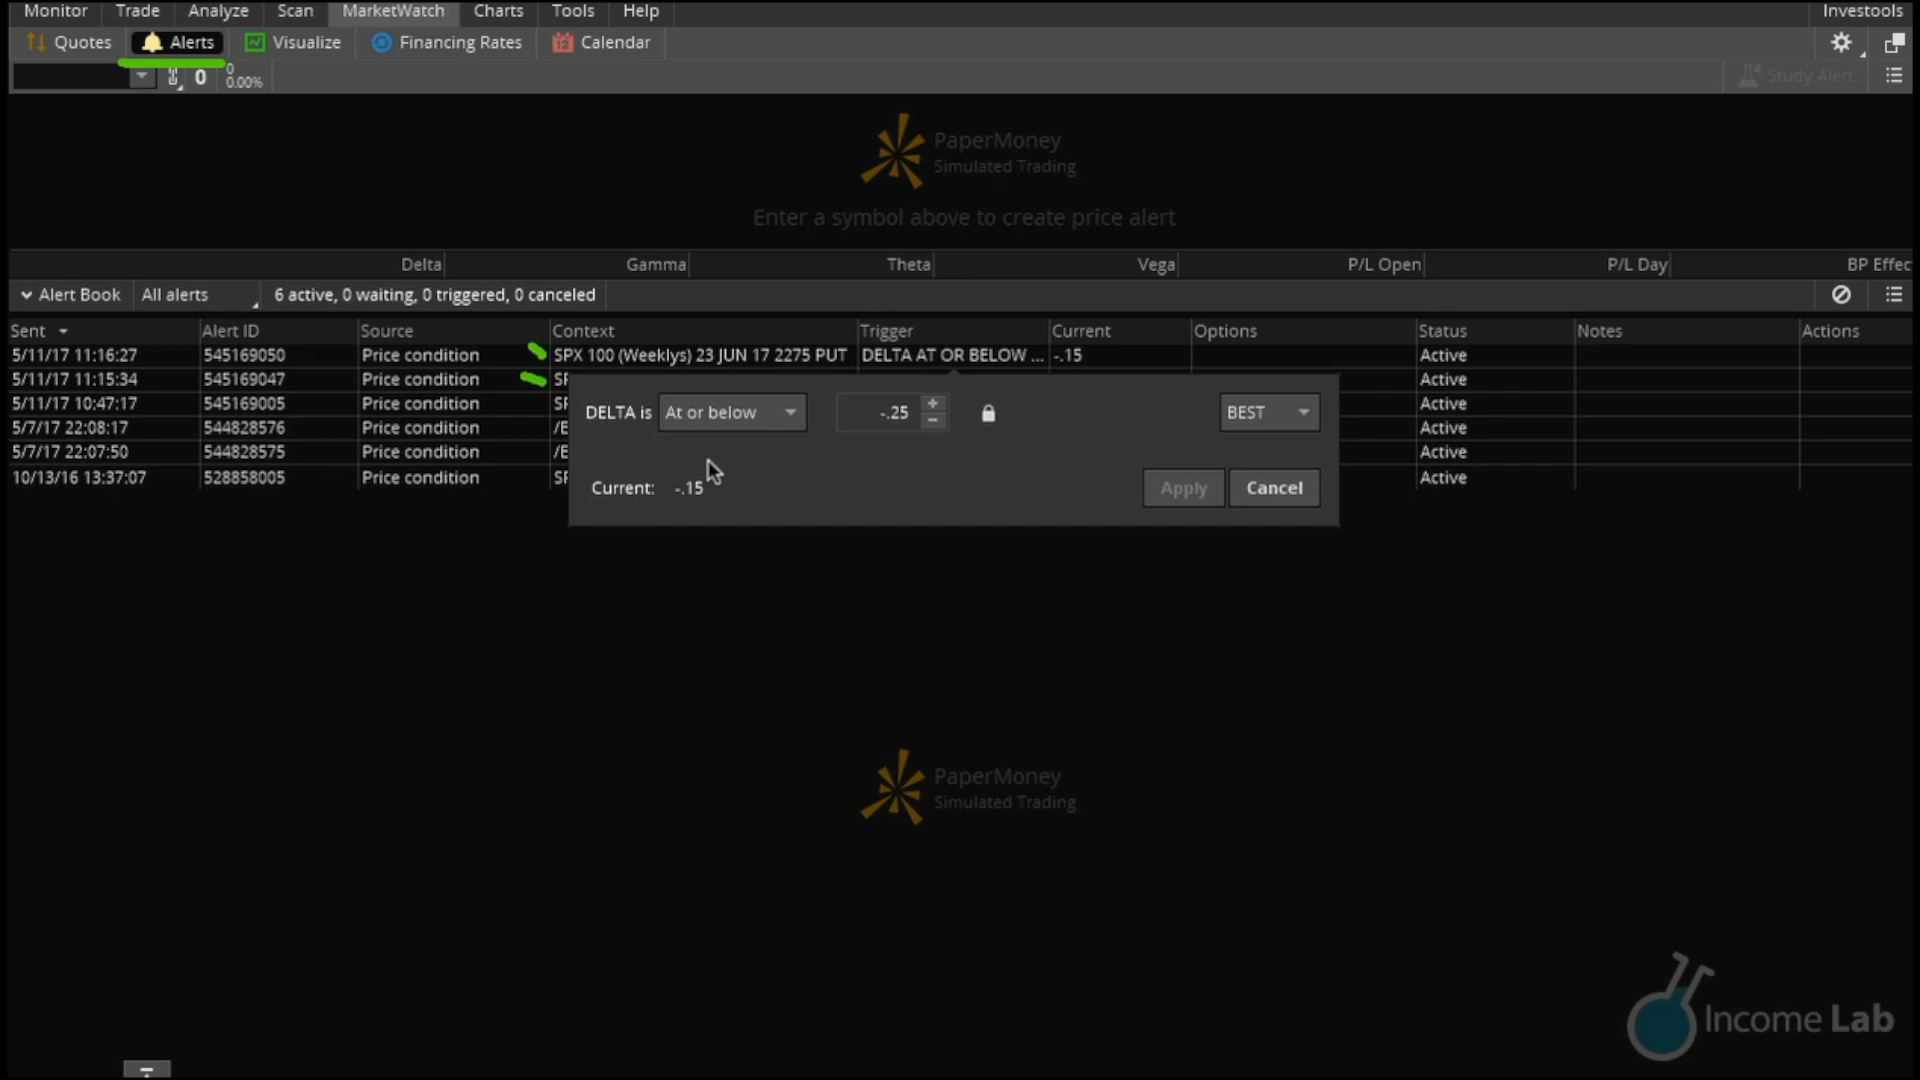 Monitor Trade Analyze Scan MarketWatch Charts Tools Help Investools
Quotes Alerts Visualize Financing Rates 12 Calendar
0 0 0.00% Study Alert
PaperMoney
Simulated Trading
Enter a symbol above to create price alert
Delta Gamma Theta Vega P/L Open P/L Day BP Effec
Alert Book All alerts 6 active, 0 waiting, 0 triggered, 0 canceled
Sent Alert ID Source Context Trigger Current Options Status Notes Actions
5/11/17 11:16:27 545169050 Price condition SPX 100 (Weeklys) 23 JUN 17 2275 PUT DELTA AT OR BELOW ... -.15 Active
5/11/17 11:15:34 545169047 Price condition SP Active
5/11/17 10:47:17 545169005 Price condition SP Active
5/7/17 22:08:17 544828576 Price condition /E Active
5/7/17 22:07:50 544828575 Price condition /E Active
10/13/16 13:37:07 528858005 Price condition SP Active
DELTA is At or below -.25 BEST
Current: -.15 Apply Cancel
PaperMoney
Simulated Trading
Income Lab